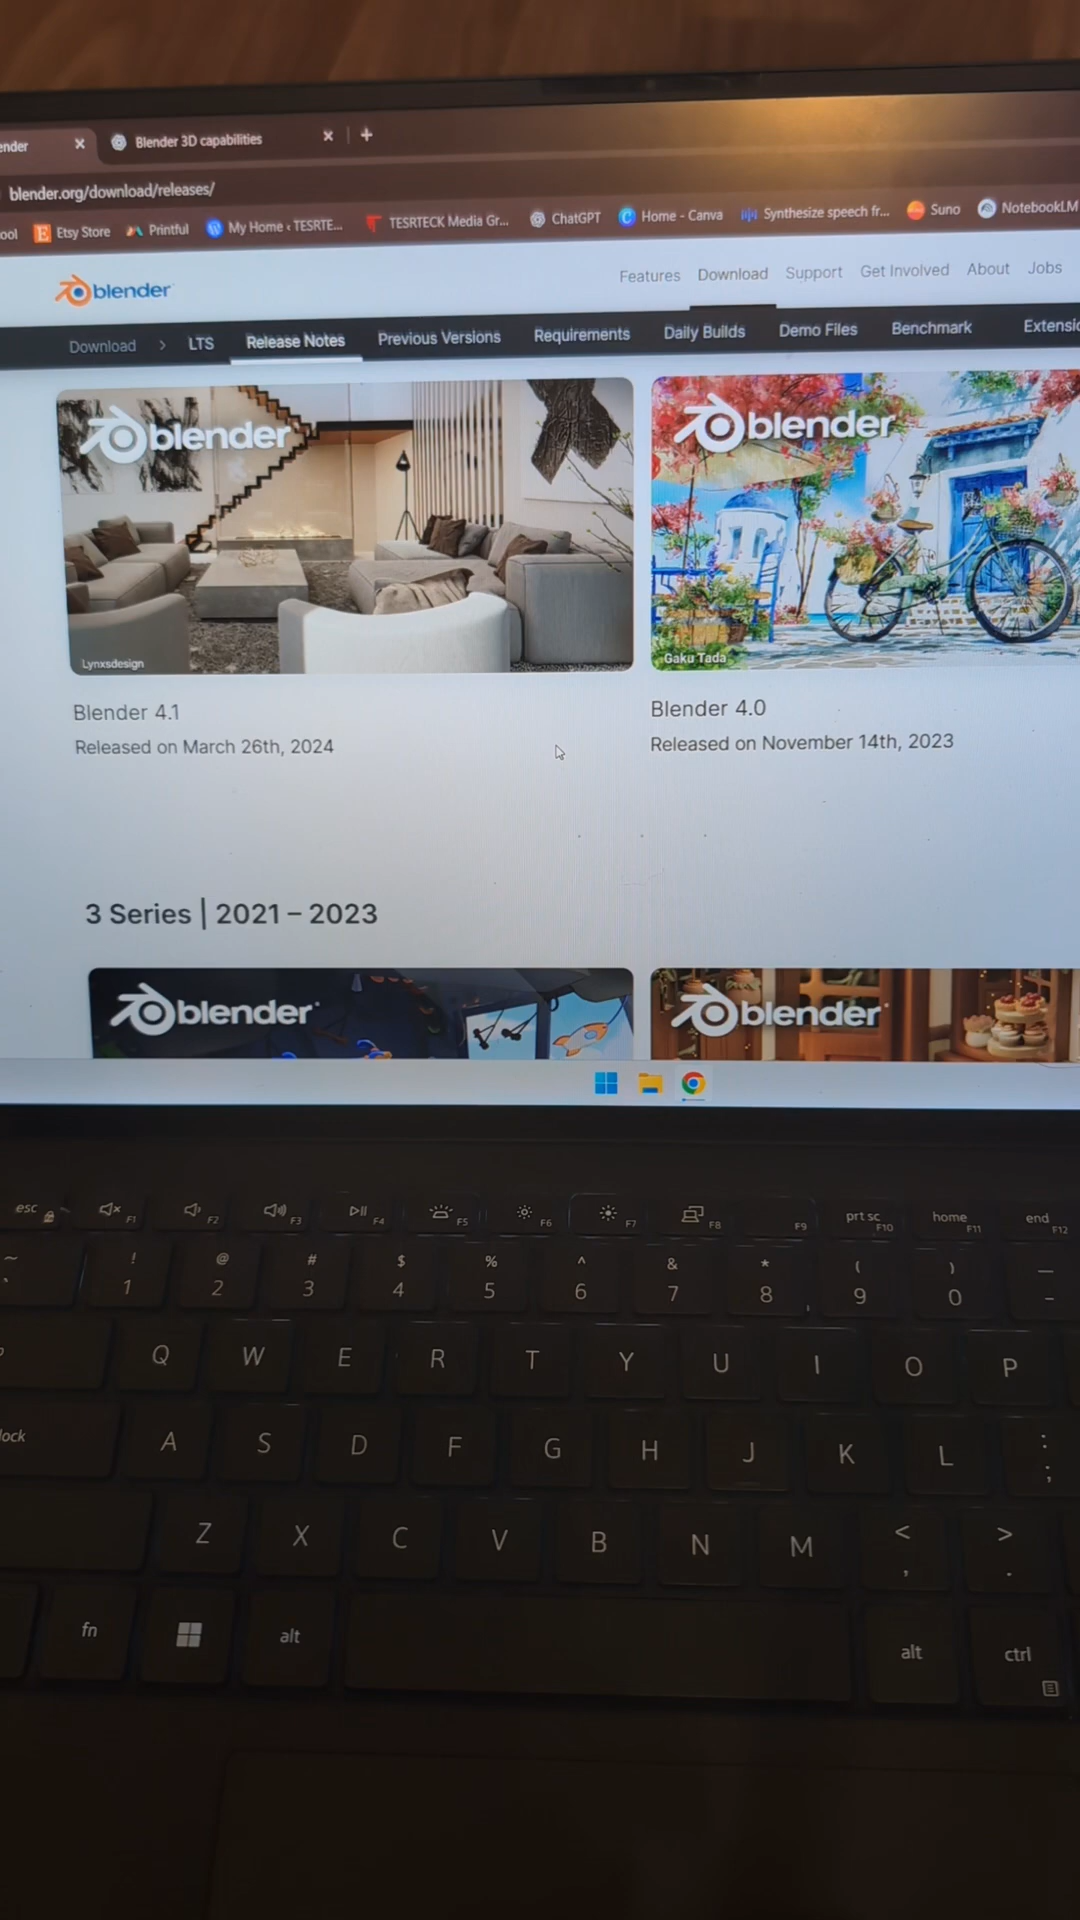 ender
Blender 3D capabilities
blender.org/download/releases/
ool Etsy Store Printful My Home ‹ TESRTE... TESRTECK Media Gr... ChatGPT Home - Canva Synthesize speech fr... Suno NotebookLM
blender
Features Download Support Get Involved About Jobs
Download > LTS Release Notes Previous Versions Requirements Daily Builds Demo Files Benchmark Extensio
blender
Lynxsdesign
blender
Gaku Tada
Blender 4.1
Released on March 26th, 2024
Blender 4.0
Released on November 14th, 2023
3 Series | 2021 – 2023
blender
blender
esc F1 F2 F3 F4 F5 F6 F7 F8 F9 prt sc F10 home F11 end F12
~ ! @ # $ % ^ & * ( ) _
` 1 2 3 4 5 6 7 8 9 0 -
Q W E R T Y U I O P
lock A S D F G H J K L : ;
Z X C V B N M < , > .
fn alt alt ctrl